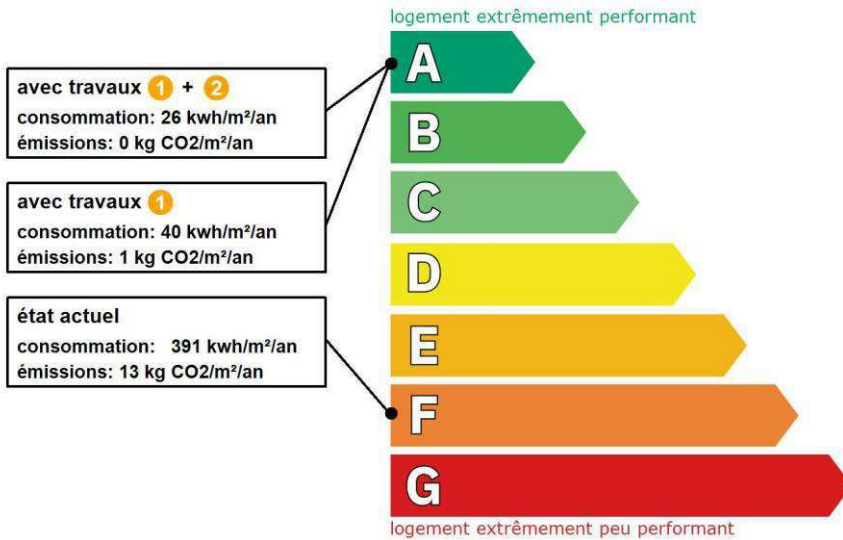 logement extrêmement performant
avec travaux 1 + 2
consommation: 26 kwh/m²/an
émissions: 0 kg CO2/m²/an
avec travaux 1
consommation: 40 kwh/m²/an
émissions: 1 kg CO2/m²/an
état actuel
consommation: 391 kwh/m²/an
émissions: 13 kg CO2/m²/an
A
B
C
D
E
F
G
logement extrêmement peu performant